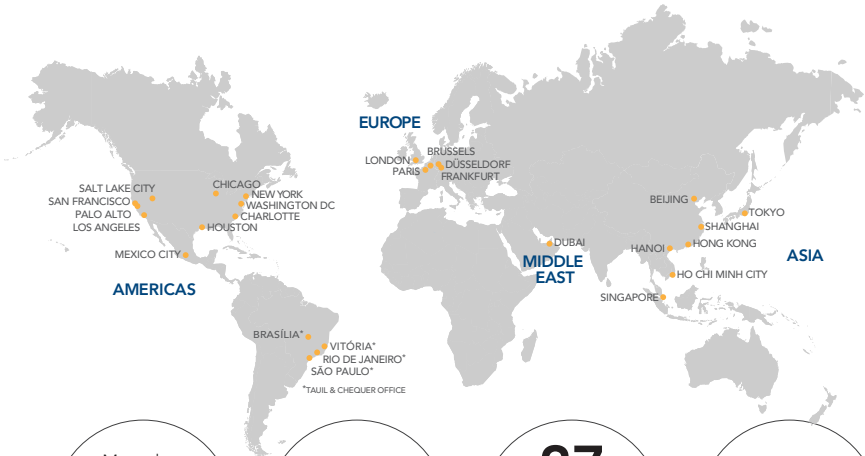 EUROPE
BRUSSELS
LONDON
DÜSSELDORF
PARIS
FRANKFURT
SALT LAKE CITY
CHICAGO
NEW YORK
SAN FRANCISCO
WASHINGTON DC
PALO ALTO
CHARLOTTE
LOS ANGELES
HOUSTON
MEXICO CITY
AMERICAS
BEIJING
TOKYO
SHANGHAI
DUBAI
HANOI
HONG KONG
MIDDLE
EAST
ASIA
HO CHI MINH CITY
SINGAPORE
BRASÍLIA*
VITÓRIA*
RIO DE JANEIRO*
SÃO PAULO*
*TAUIL & CHEQUER OFFICE
27